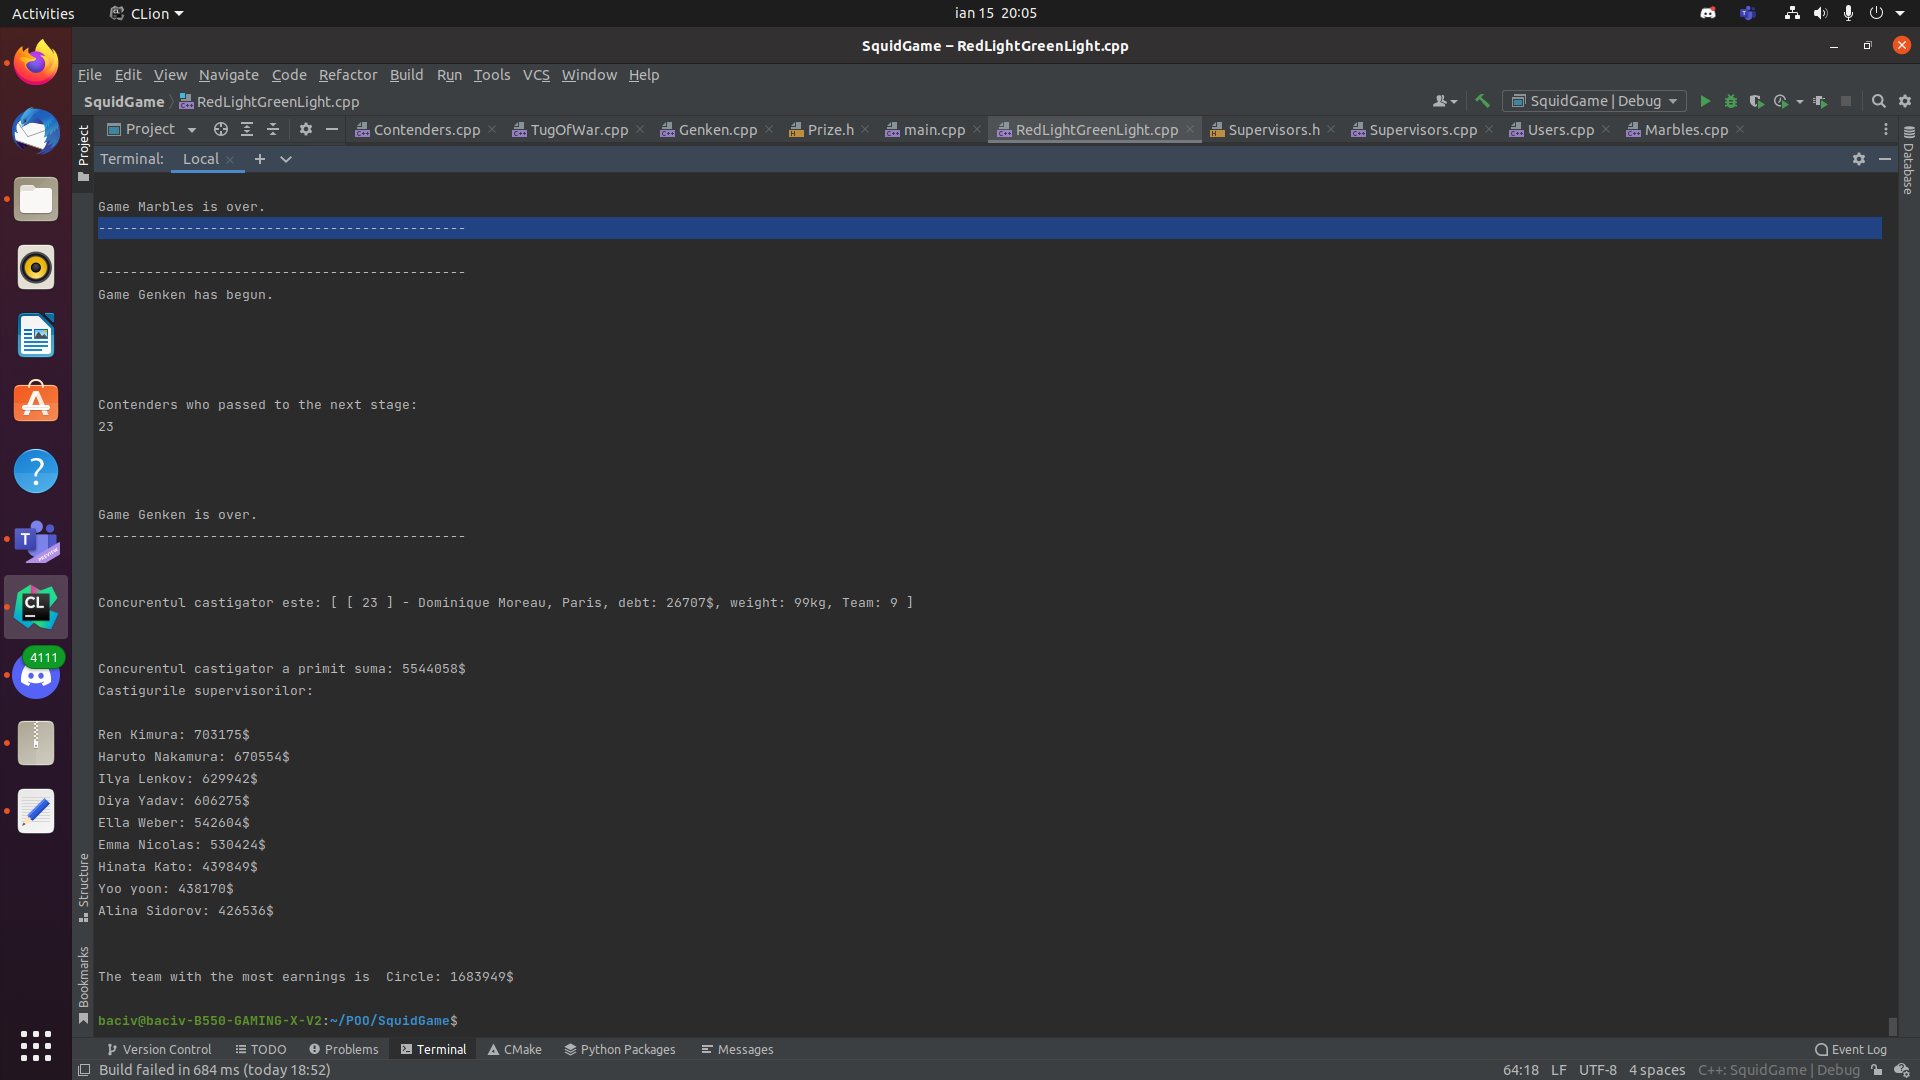 Activities CLion ian 15 20:05
SquidGame – RedLightGreenLight.cpp
File Edit View Navigate Code Refactor Build Run Tools VCS Window Help
SquidGame RedLightGreenLight.cpp SquidGame | Debug
Project Contenders.cpp TugOfWar.cpp Genken.cpp Prize.h main.cpp RedLightGreenLight.cpp Supervisors.h Supervisors.cpp Users.cpp Marbles.cpp
Terminal: Local
Project
Database
Game Marbles is over.
----------------------------------------------
----------------------------------------------
Game Genken has begun.
Contenders who passed to the next stage:
23
Game Genken is over.
----------------------------------------------
Concurentul castigator este: [ [ 23 ] - Dominique Moreau, Paris, debt: 26707$, weight: 99kg, Team: 9 ]
Concurentul castigator a primit suma: 5544058$
Castigurile supervisorilor:
Ren Kimura: 703175$
Haruto Nakamura: 670554$
Ilya Lenkov: 629942$
Diya Yadav: 606275$
Ella Weber: 542604$
Emma Nicolas: 530424$
Hinata Kato: 439849$
Yoo yoon: 438170$
Alina Sidorov: 426536$
The team with the most earnings is  Circle: 1683949$
baciv@baciv-B550-GAMING-X-V2:~/POO/SquidGame$
Structure
Bookmarks
4111
CL
T
PREVIEW
?
Version Control TODO Problems Terminal CMake Python Packages Messages Event Log
Build failed in 684 ms (today 18:52) 64:18 LF UTF-8 4 spaces C++: SquidGame | Debug